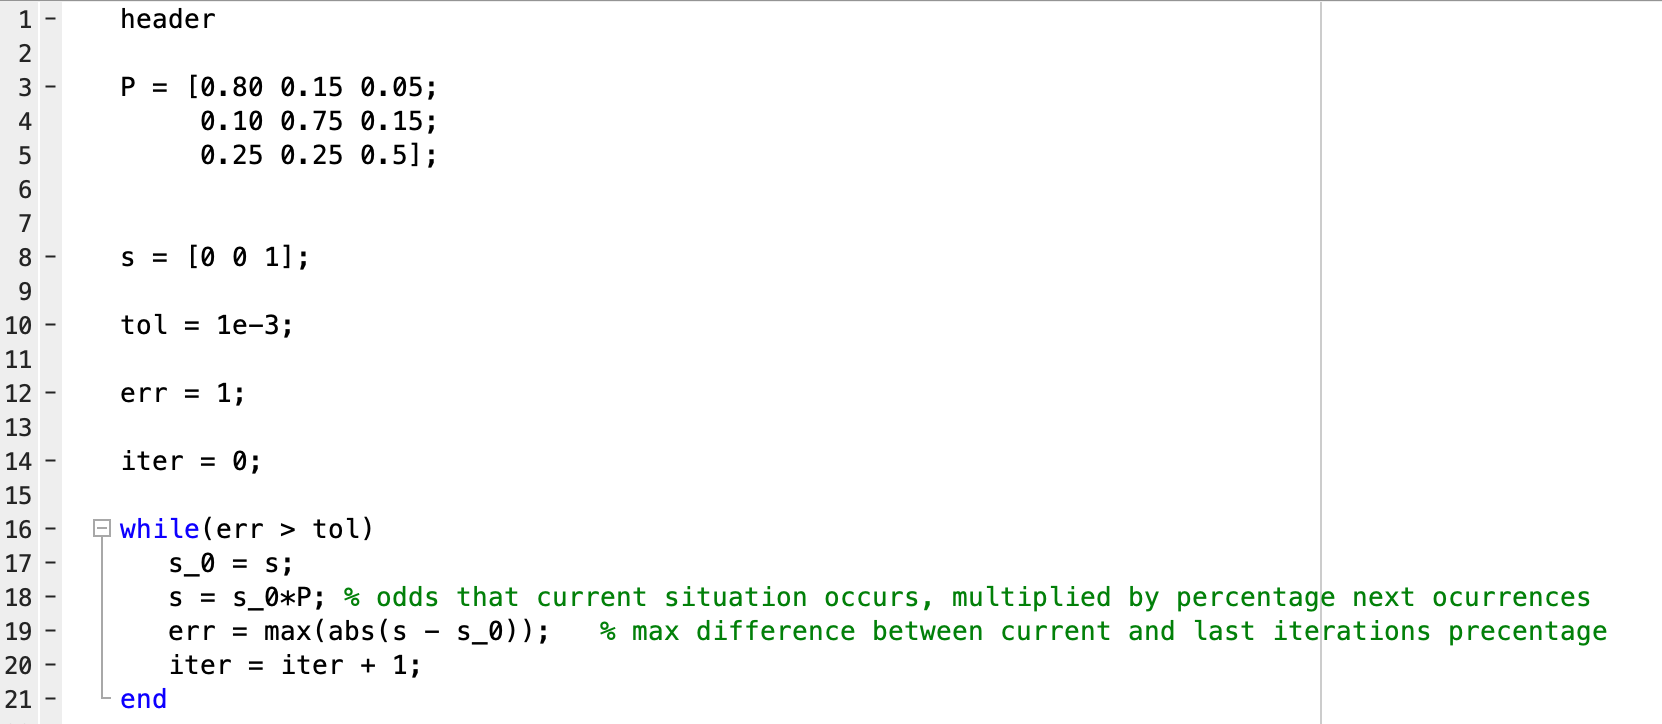 1 - header
2
3 - P = [0.80 0.15 0.05;
4 0.10 0.75 0.15;
5 0.25 0.25 0.5];
6
7
8 - s = [0 0 1];
9
10 - tol = 1e-3;
11
12 - err = 1;
13
14 - iter = 0;
15
16 - while(err > tol)
17 - s_0 = s;
18 - s = s_0*P; % odds that current situation occurs, multiplied by percentage next ocurrences
19 - err = max(abs(s - s_0)); % max difference between current and last iterations precentage
20 - iter = iter + 1;
21 - end